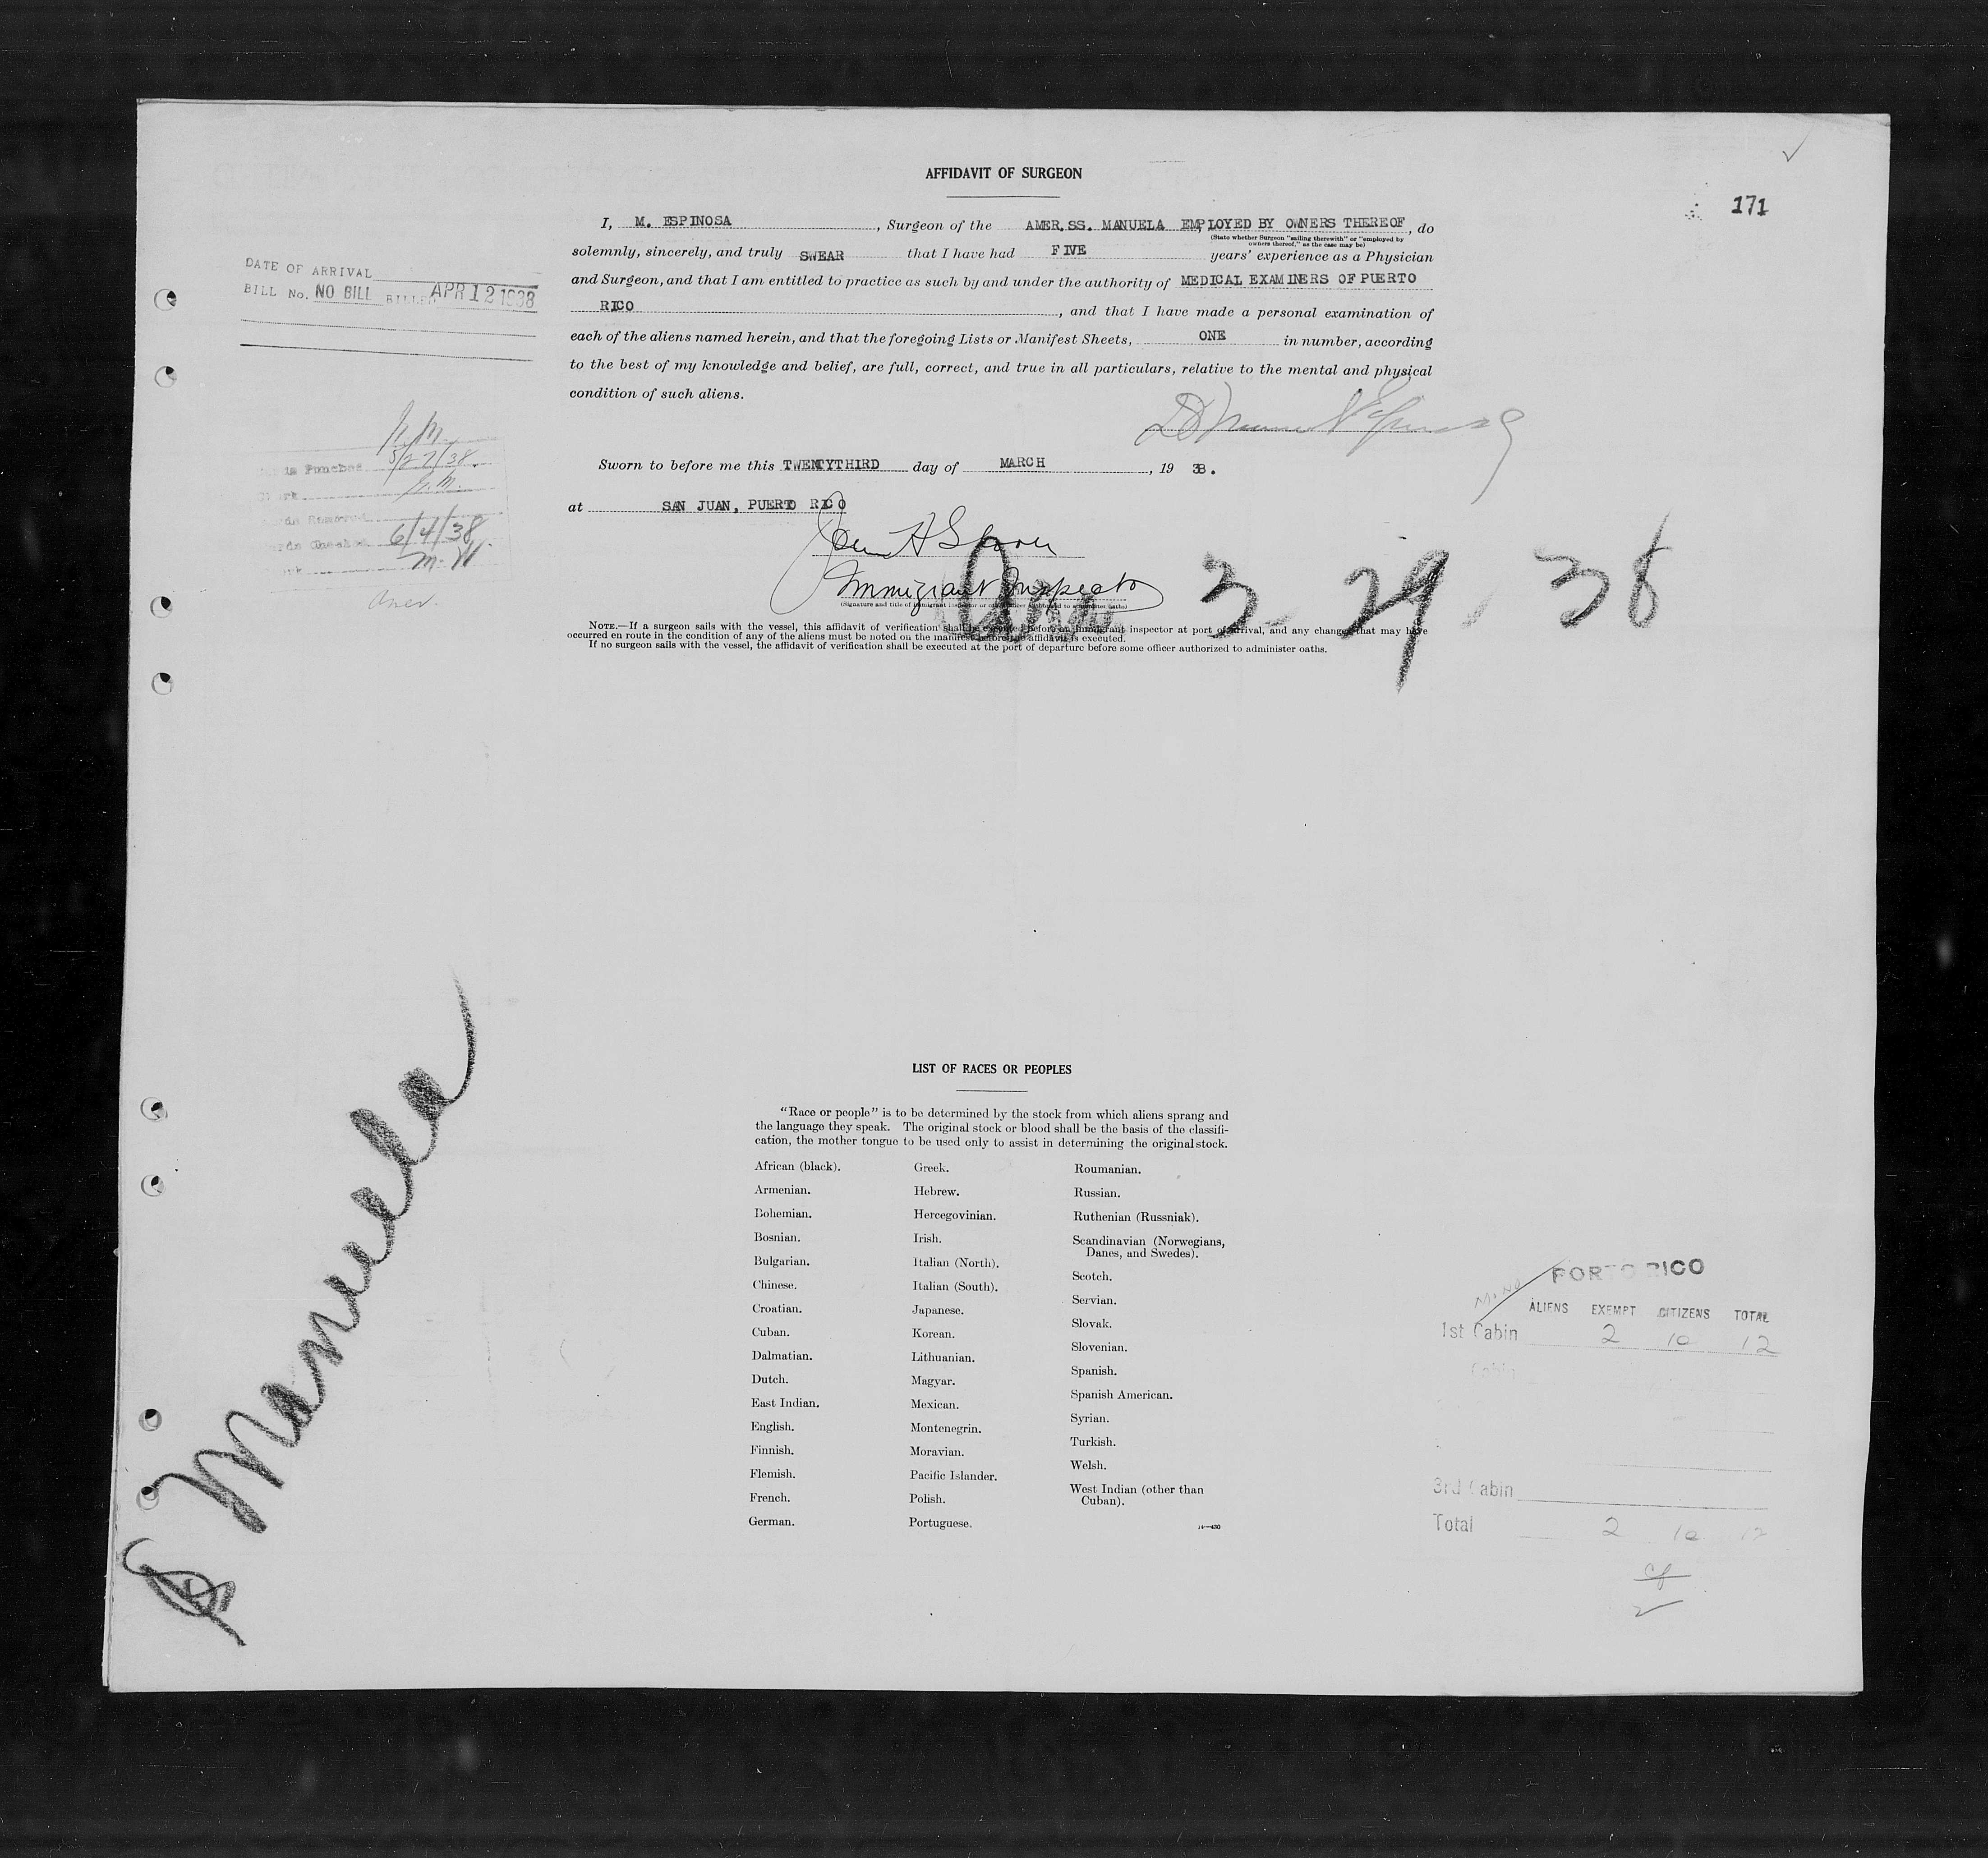 171
AFFIDAVIT OF SURGEON
I, M. ESPINOSA, Surgeon of the AMER.SS. MANUELA EMPLOYED BY OWNERS THEREOF, do
(State whether Surgeon "sailing therewith" or "employed by
owners thereof," as the case may be)
solemnly, sincerely, and truly SWEAR that I have had FIVE years' experience as a Physician
and Surgeon, and that I am entitled to practice as such by and under the authority of MEDICAL EXAMINERS OF PUERTO
RICO, and that I have made a personal examination of
each of the aliens named herein, and that the foregoing Lists or Manifest Sheets, ONE in number, according
to the best of my knowledge and belief, are full, correct, and true in all particulars, relative to the mental and physical
condition of such aliens.
Sworn to before me this TWENTYTHIRD day of MARCH, 19 38.
at SAN JUAN, PUERTO RICO
Immigrant Inspector
(Signature and title of immigrant inspector or other officer authorized to administer oaths)
3-29-38
NOTE.—If a surgeon sails with the vessel, this affidavit of verification shall be executed before an immigrant inspector at port of arrival, and any changes that may have
occurred en route in the condition of any of the aliens must be noted on the manifest before the affidavit is executed.
If no surgeon sails with the vessel, the affidavit of verification shall be executed at the port of departure before some officer authorized to administer oaths.
DATE OF ARRIVAL
BILL No. NO BILL BILLED APR 12 1938
5/27/38.
6/4/38
M.W.
Manuela
LIST OF RACES OR PEOPLES
"Race or people" is to be determined by the stock from which aliens sprang and
the language they speak. The original stock or blood shall be the basis of the classifi-
cation, the mother tongue to be used only to assist in determining the original stock.
African (black).
Armenian.
Bohemian.
Bosnian.
Bulgarian.
Chinese.
Croatian.
Cuban.
Dalmatian.
Dutch.
East Indian.
English.
Finnish.
Flemish.
French.
German.
Greek.
Hebrew.
Hercegovinian.
Irish.
Italian (North).
Italian (South).
Japanese.
Korean.
Lithuanian.
Magyar.
Mexican.
Montenegrin.
Moravian.
Pacific Islander.
Polish.
Portuguese.
Roumanian.
Russian.
Ruthenian (Russniak).
Scandinavian (Norwegians,
Danes, and Swedes).
Scotch.
Servian.
Slovak.
Slovenian.
Spanish.
Spanish American.
Syrian.
Turkish.
Welsh.
West Indian (other than
Cuban).
PORTO RICO
ALIENS EXEMPT CITIZENS TOTAL
1st Cabin 2 10 12
Cabin
3rd Cabin
Total 2 10 12